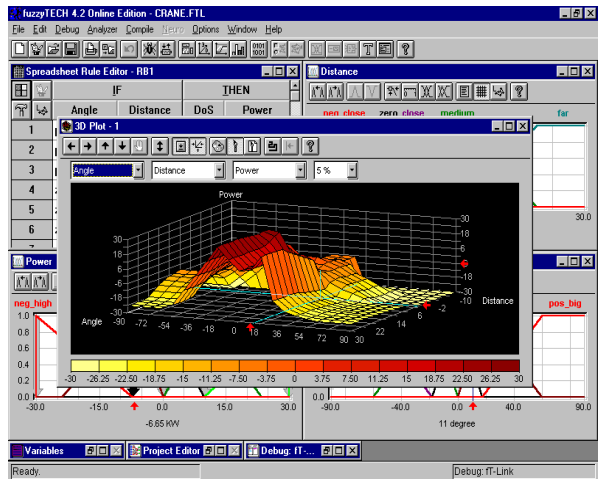 fuzzyTECH 4.2 Online Edition - CRANE.FTL
File Edit Debug Analyzer Compile Neuro Options Window Help
Spreadsheet Rule Editor - RB1
IF THEN
Angle Distance DoS Power
1
2
3
4
5
6
7
Distance
neg_close zero_close medium far
30.0
3D Plot - 1
Angle Distance Power 5 %
Power
30
18
6
-6
-18
-30
Angle -90 -72 -54 -36 -18 0 18 36 54 72 90
30 22 14 6 -2 -10 Distance
30
18
6
-6
-18
-30 -26.25 -22.50 -18.75 -15 -11.25 -7.50 -3.75 0 3.75 7.50 11.25 15 18.75 22.50 26.25 30
Power
neg_high
1.0
0.8
0.6
0.4
0.2
0.0
-30.0 -15.0 0.0 15.0 30.0
-6.65 KW
pos_big
0.0
-90.0 -40.0 0.0 40.0 90.0
11 degree
Variables Project Editor Debug: fT-...
Ready. Debug: fT-Link